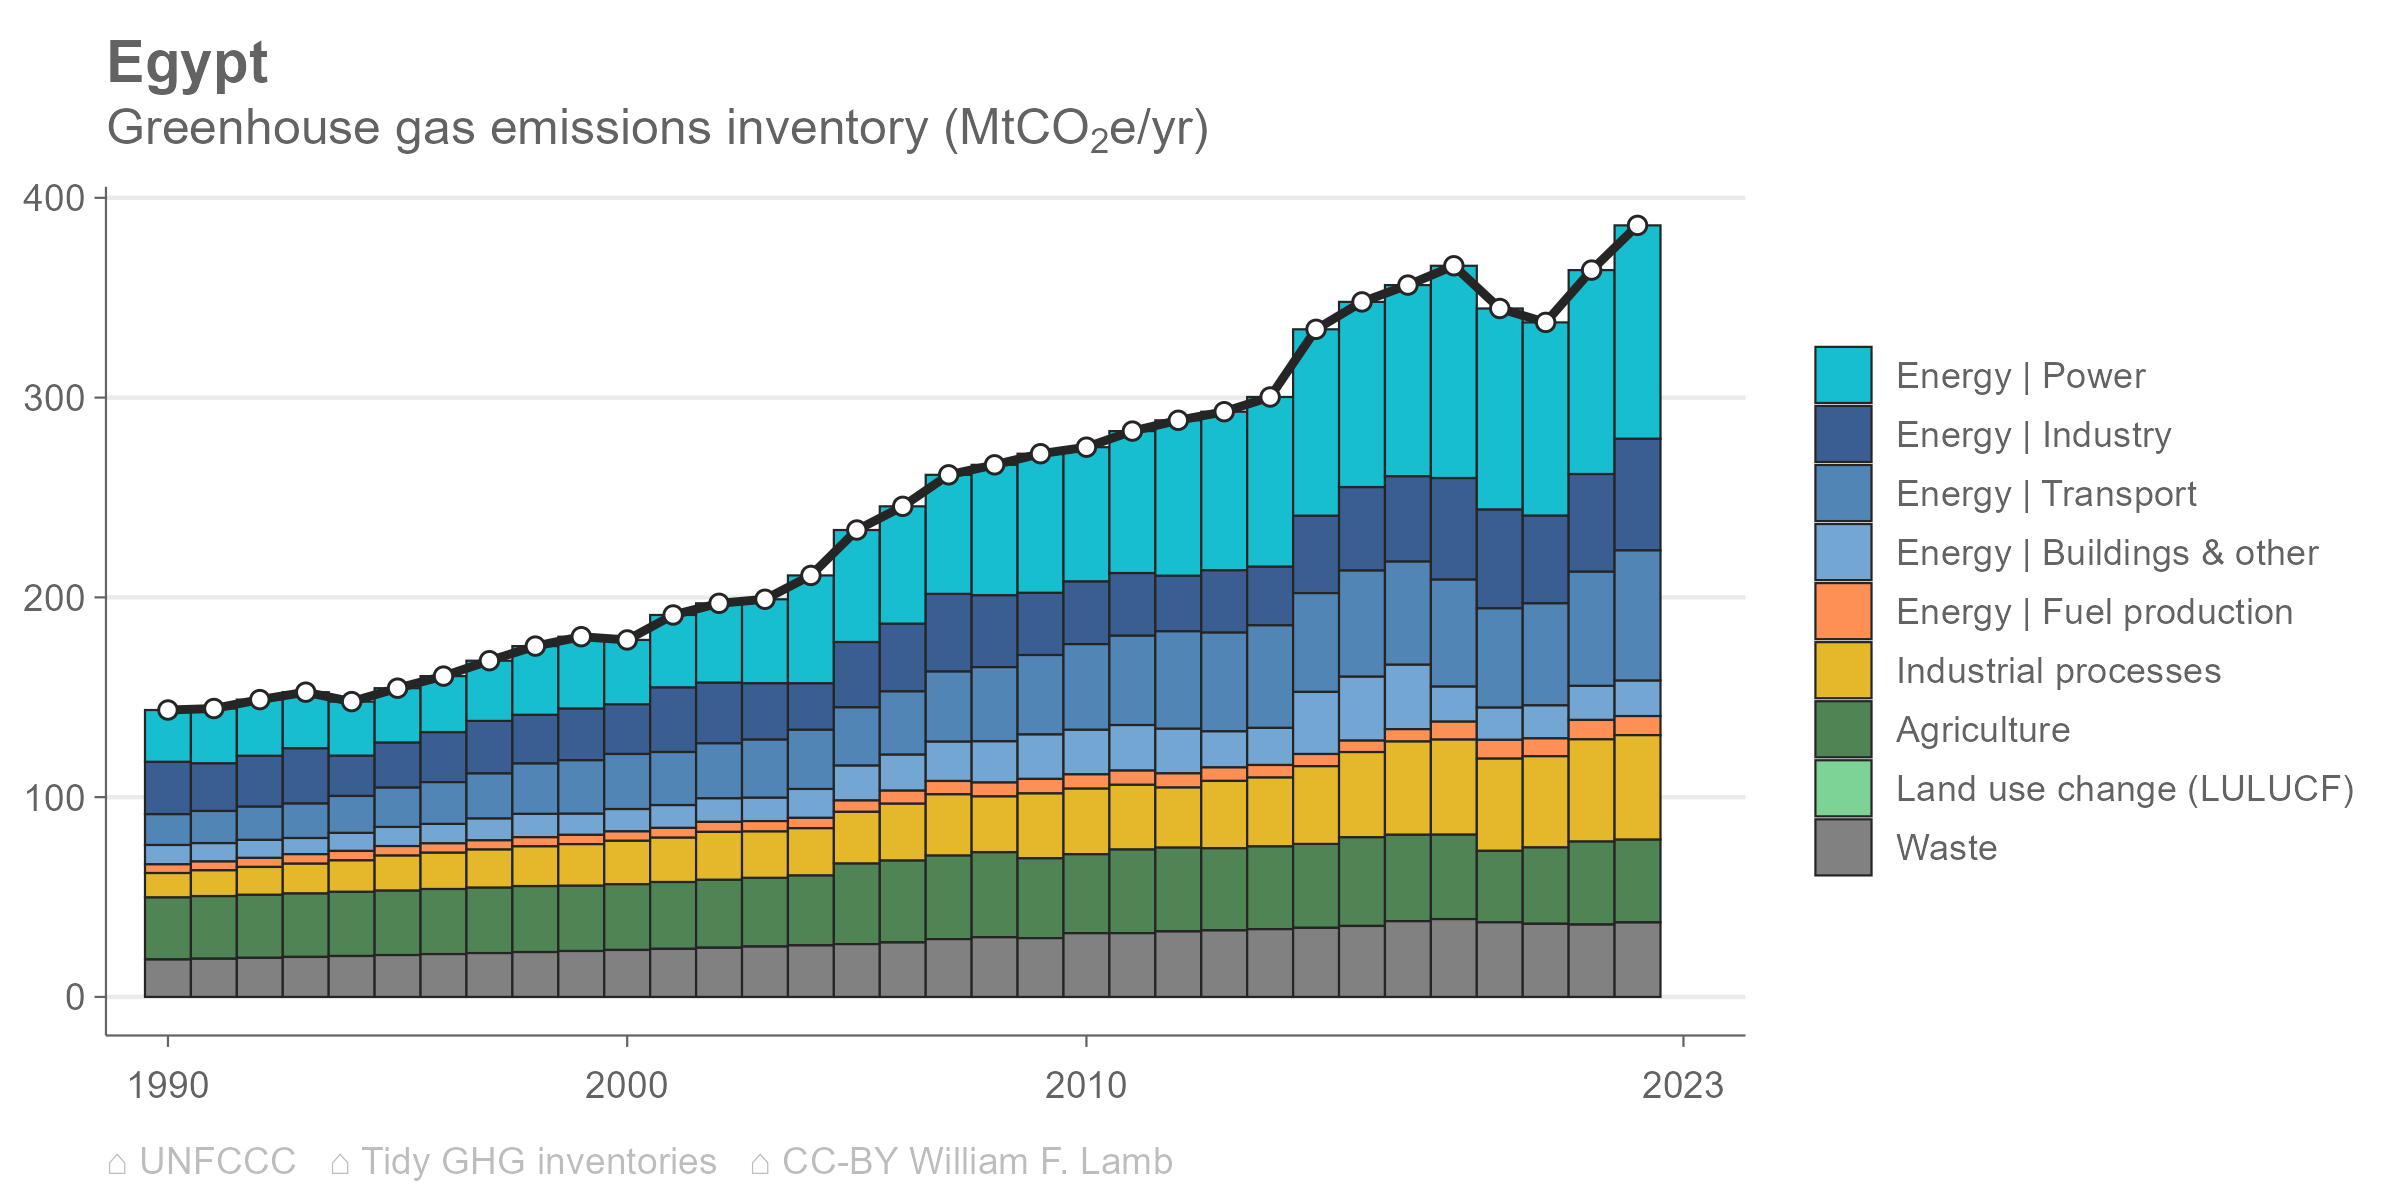 Egypt
Greenhouse gas emissions inventory (MtCO₂e/yr)
400
300
200
100
0
1990
2000
2010
2023
Energy | Power
Energy | Industry
Energy | Transport
Energy | Buildings & other
Energy | Fuel production
Industrial processes
Agriculture
Land use change (LULUCF)
Waste
⌂ UNFCCC ⌂ Tidy GHG inventories ⌂ CC-BY William F. Lamb